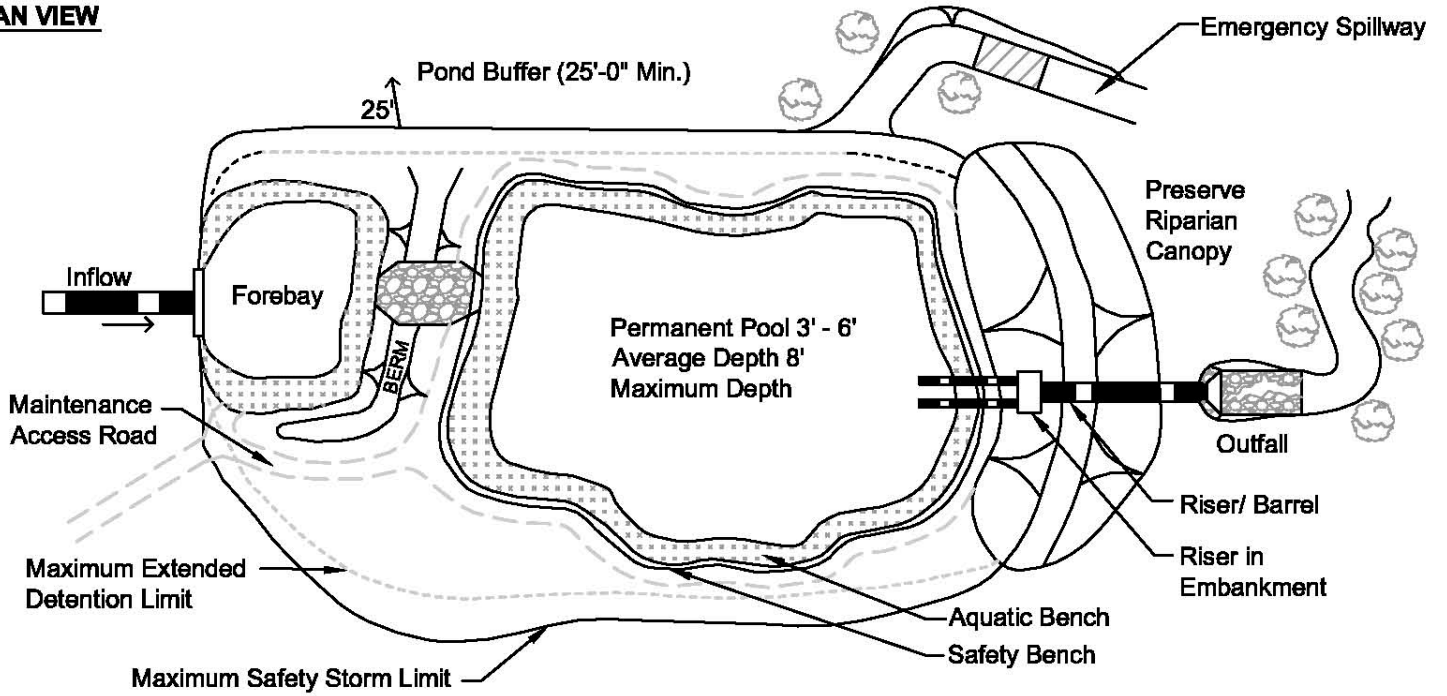 AN VIEW
Emergency Spillway
Pond Buffer (25'-0" Min.)
25'
Preserve
Riparian
Canopy
Inflow
Forebay
Permanent Pool 3' - 6'
Average Depth 8'
Maximum Depth
BERM
Maintenance
Access Road
Outfall
Riser/ Barrel
Riser in
Embankment
Maximum Extended
Detention Limit
Aquatic Bench
Safety Bench
Maximum Safety Storm Limit